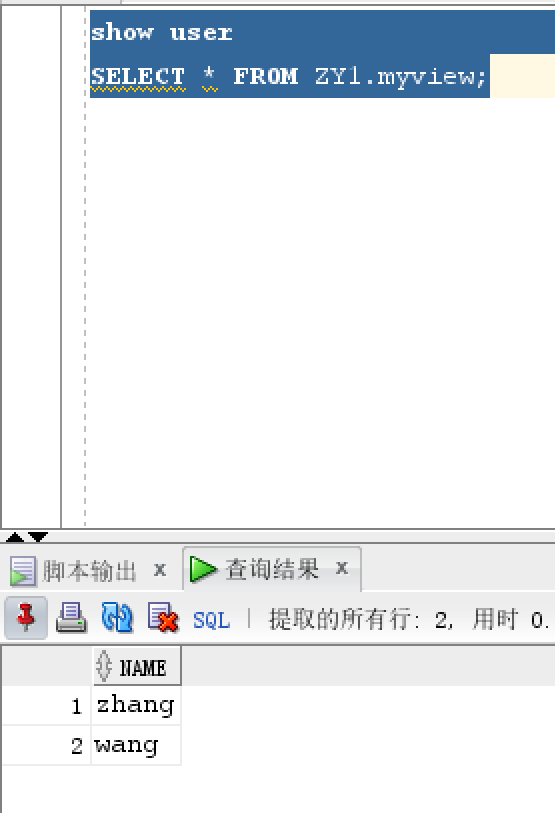 show user
SELECT * FROM ZY1.myview;
脚本输出 x 查询结果 x
SQL | 提取的所有行: 2, 用时 0.
NAME
1 zhang
2 wang